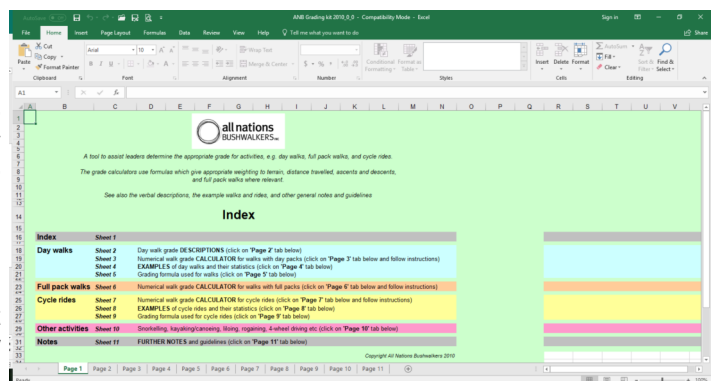 AutoSave
ANB Grading kit 2010_0_0 - Compatibility Mode - Excel
Sign in
File Home Insert Page Layout Formulas Data Review View Help Tell me what you want to do Share
Cut
Copy
Format Painter
Paste
Arial 10
Wrap Text
Merge & Center
Conditional Formatting Format as Table
Insert Delete Format
AutoSum
Fill
Clear
Sort & Filter Find & Select
Clipboard Font Alignment Number Styles Cells Editing
A1
A B C D E F G H I J K L M N O P Q R S T U V
all nations
BUSHWALKERS
A tool to assist leaders determine the appropriate grade for activities, e.g. day walks, full pack walks, and cycle rides.
The grade calculators use formulas which give appropriate weighting to terrain, distance travelled, ascents and descents,
and full pack walks where relevant.
See also the verbal descriptions, the example walks and rides, and other general notes and guidelines
Index
Index Sheet 1
Day walks Sheet 2 Day walk grade DESCRIPTIONS (click on 'Page 2' tab below)
Sheet 3 Numerical walk grade CALCULATOR for walks with day packs (click on 'Page 3' tab below and follow instructions)
Sheet 4 EXAMPLES of day walks and their statistics (click on 'Page 4' tab below)
Sheet 5 Grading formula used for walks (click on 'Page 5' tab below)
Full pack walks Sheet 6 Numerical walk grade CALCULATOR for walks with full packs (click on 'Page 6' tab below and follow instructions)
Cycle rides Sheet 7 Numerical walk grade CALCULATOR for cycle rides (click on 'Page 7' tab below and follow instructions)
Sheet 8 EXAMPLES of cycle rides and their statistics (click on 'Page 8' tab below)
Sheet 9 Grading formula used for walks (click on 'Page 9' tab below)
Other activities Sheet 10 Snorkelling, kayaking/canoeing, liloing, rogaining, 4-wheel driving etc (click on 'Page 10' tab below)
Notes Sheet 11 FURTHER NOTES and guidelines (click on 'Page 11' tab below)
Copyright All Nations Bushwalkers 2010
Page 1 Page 2 Page 3 Page 4 Page 5 Page 6 Page 7 Page 8 Page 9 Page 10 Page 11
Ready
100%